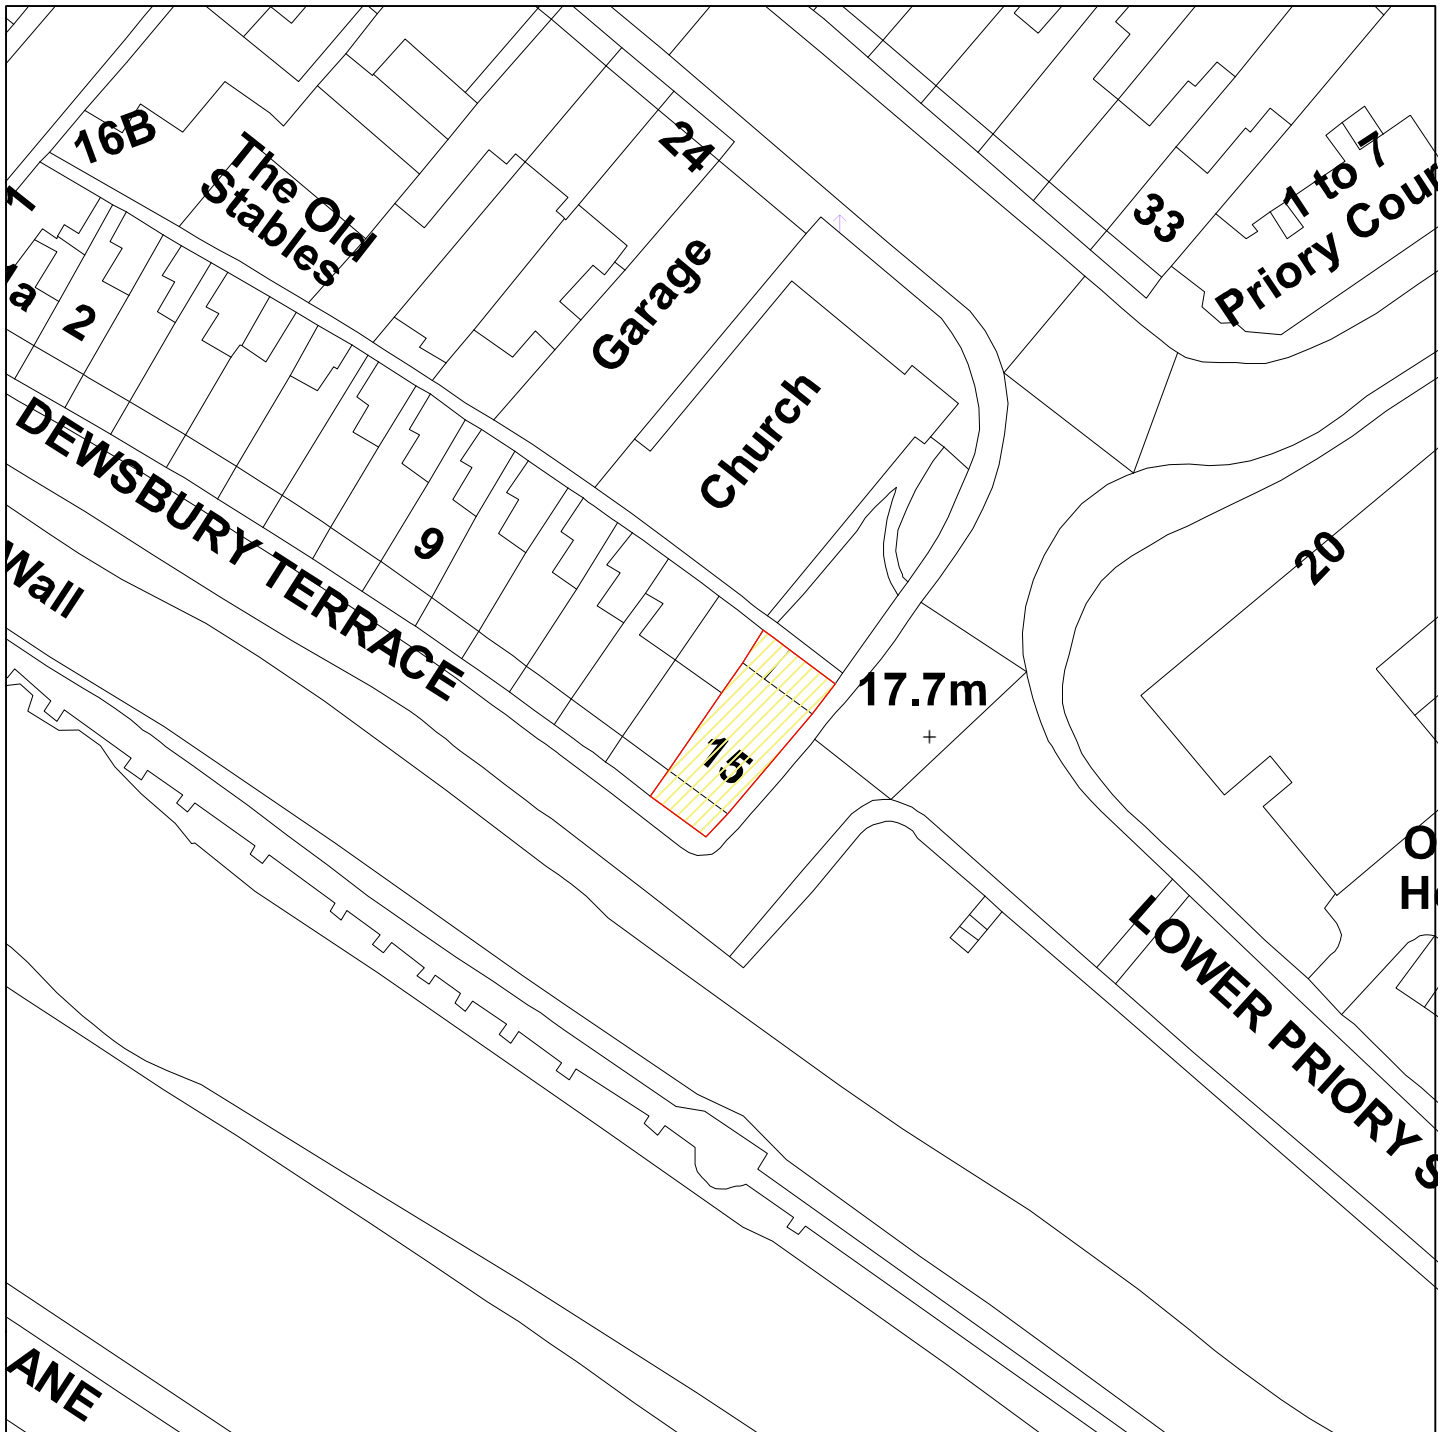 16B
The Old
Stables
24
33
1 to 7
Priory Cour
1
2
Garage
Church
DEWSBURY TERRACE
9
20
Wall
17.7m
15
LOWER PRIORY S
ANE